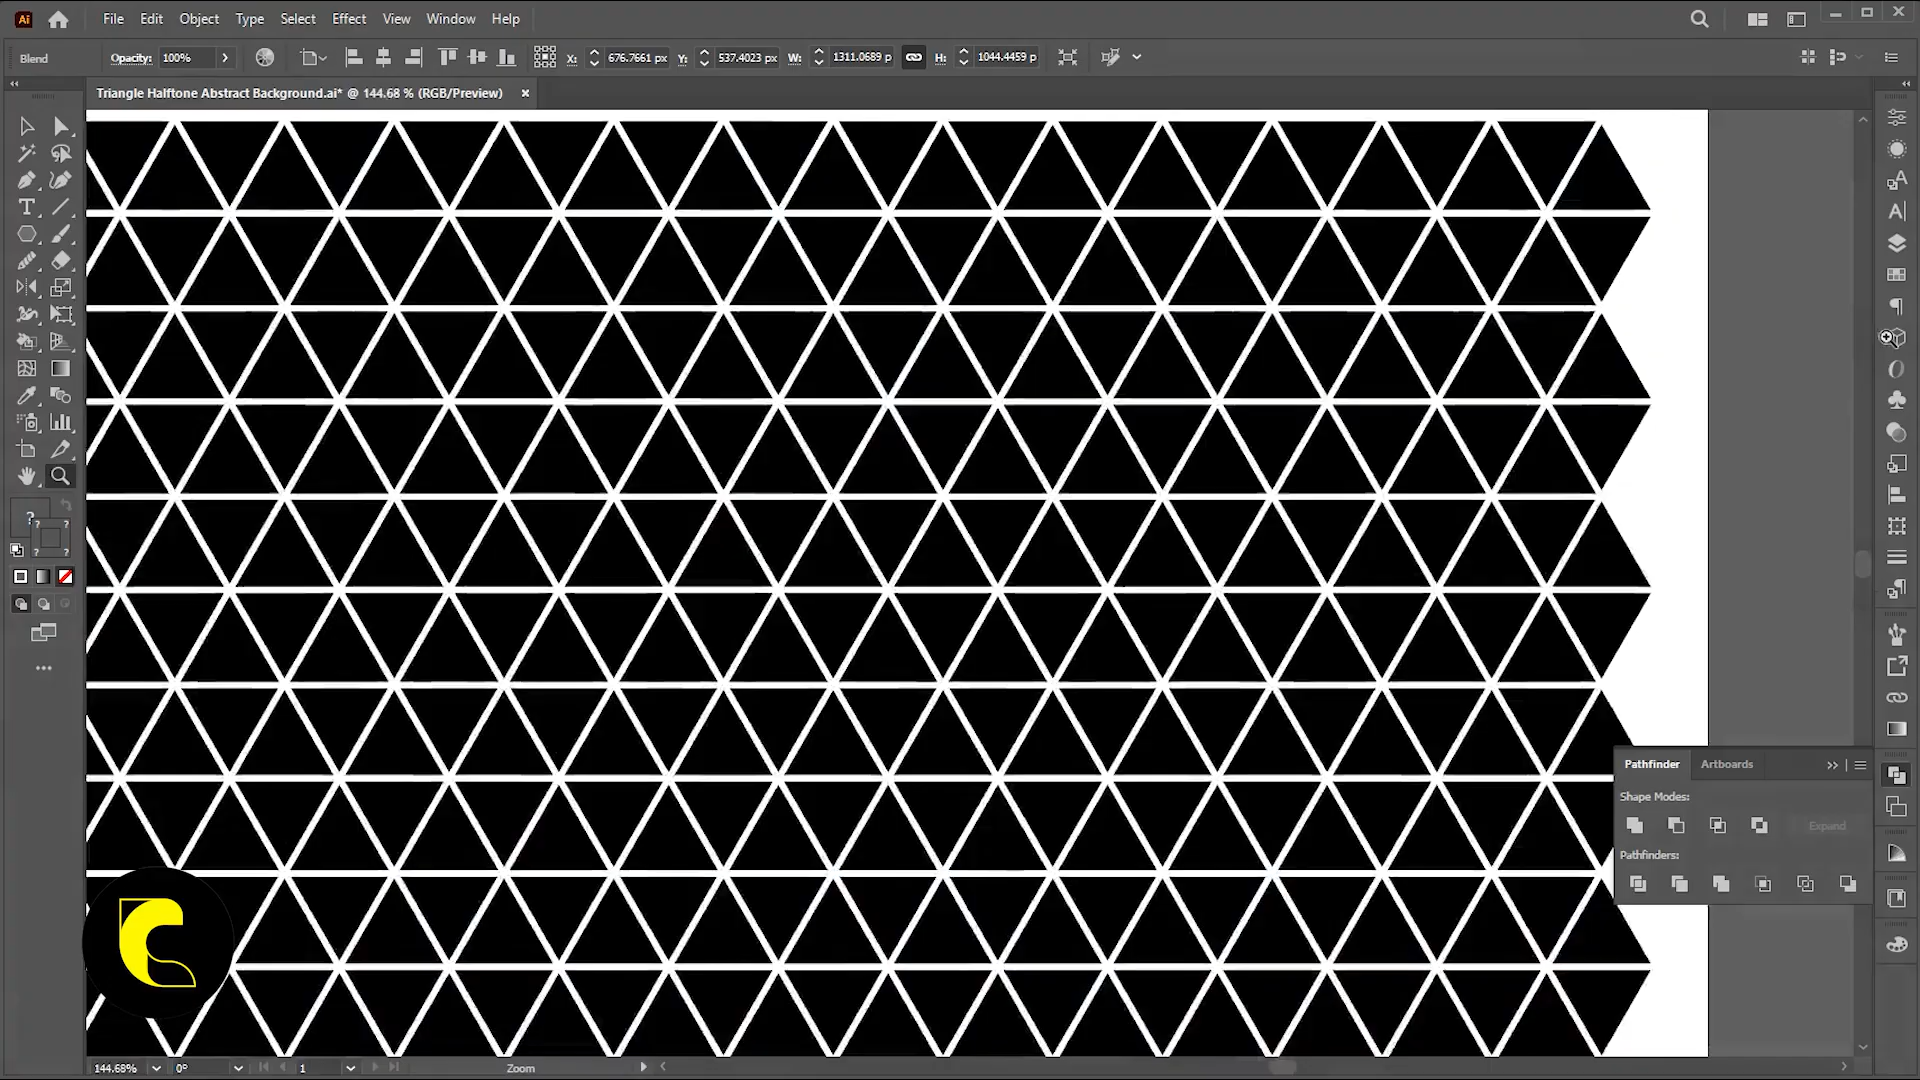 Ai File Edit Object Type Select Effect View Window Help
Blend Opacity: 100% X: 676.7661 px Y: 537.4023 px W: 1311.0689 p H: 1044.4459 p
Triangle Halftone Abstract Background.ai* @ 144.68 % (RGB/Preview)
Pathfinder Artboards
Shape Modes:
Expand
Pathfinders:
144.68% 0° 1 Zoom